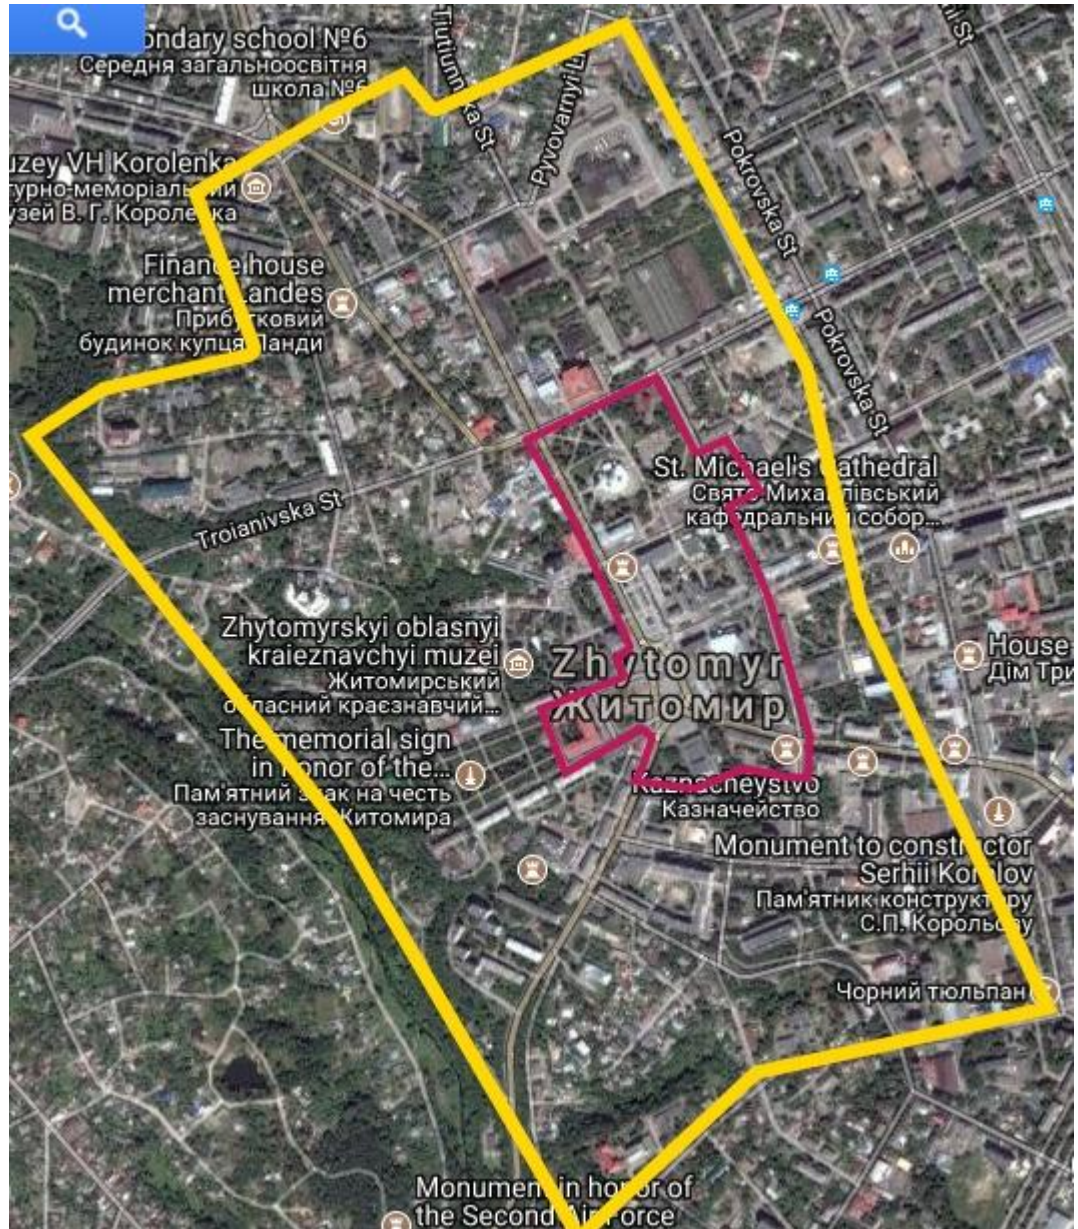 ondary school №6
Середня загальноосвітня
школа №6
Tiutiunnyka St
Pyvovarnyi L
St
Pokrovska St
uzey VH Korolenka
турно-меморіальний
узей В. Г. Короленка
Finance house
merchant Landes
Прибутковий
будинок купця Ланди
Pokrovska St
St. Michael's Cathedral
Свято-Михайлівський
кафедральний собор...
Troianivska St
Zhytomyrskyi oblasnyi
kraieznavchyi muzei
Житомирський
обласний краєзнавчий...
Zhytomyr
Житомир
House
Дім Три
The memorial sign
in honor of the...
Пам'ятний знак на честь
заснування Житомира
Kaznacheystvo
Казначейство
Monument to constructor
Serhii Korolov
Пам'ятник конструктору
С.П. Корольову
Чорний тюльпан
Monument in honor of
the Second Air Force